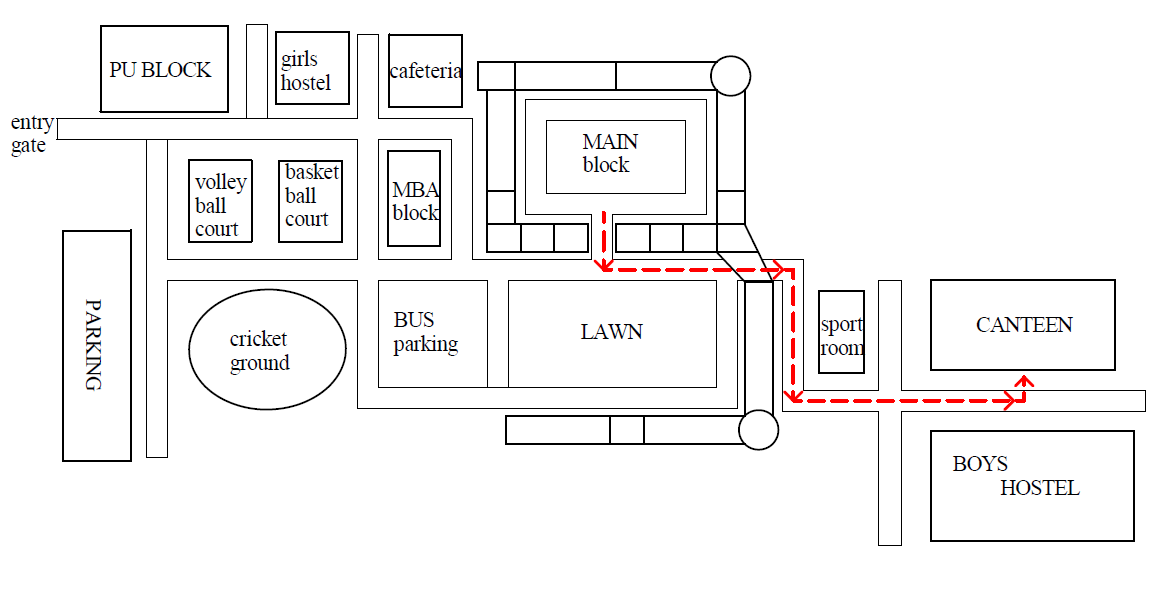 PU BLOCK
girls
hostel
cafeteria
entry
gate
MAIN
block
volley
ball
court
basket
ball
court
MBA
block
PARKING
cricket
ground
BUS
parking
LAWN
sport
room
CANTEEN
BOYS
HOSTEL